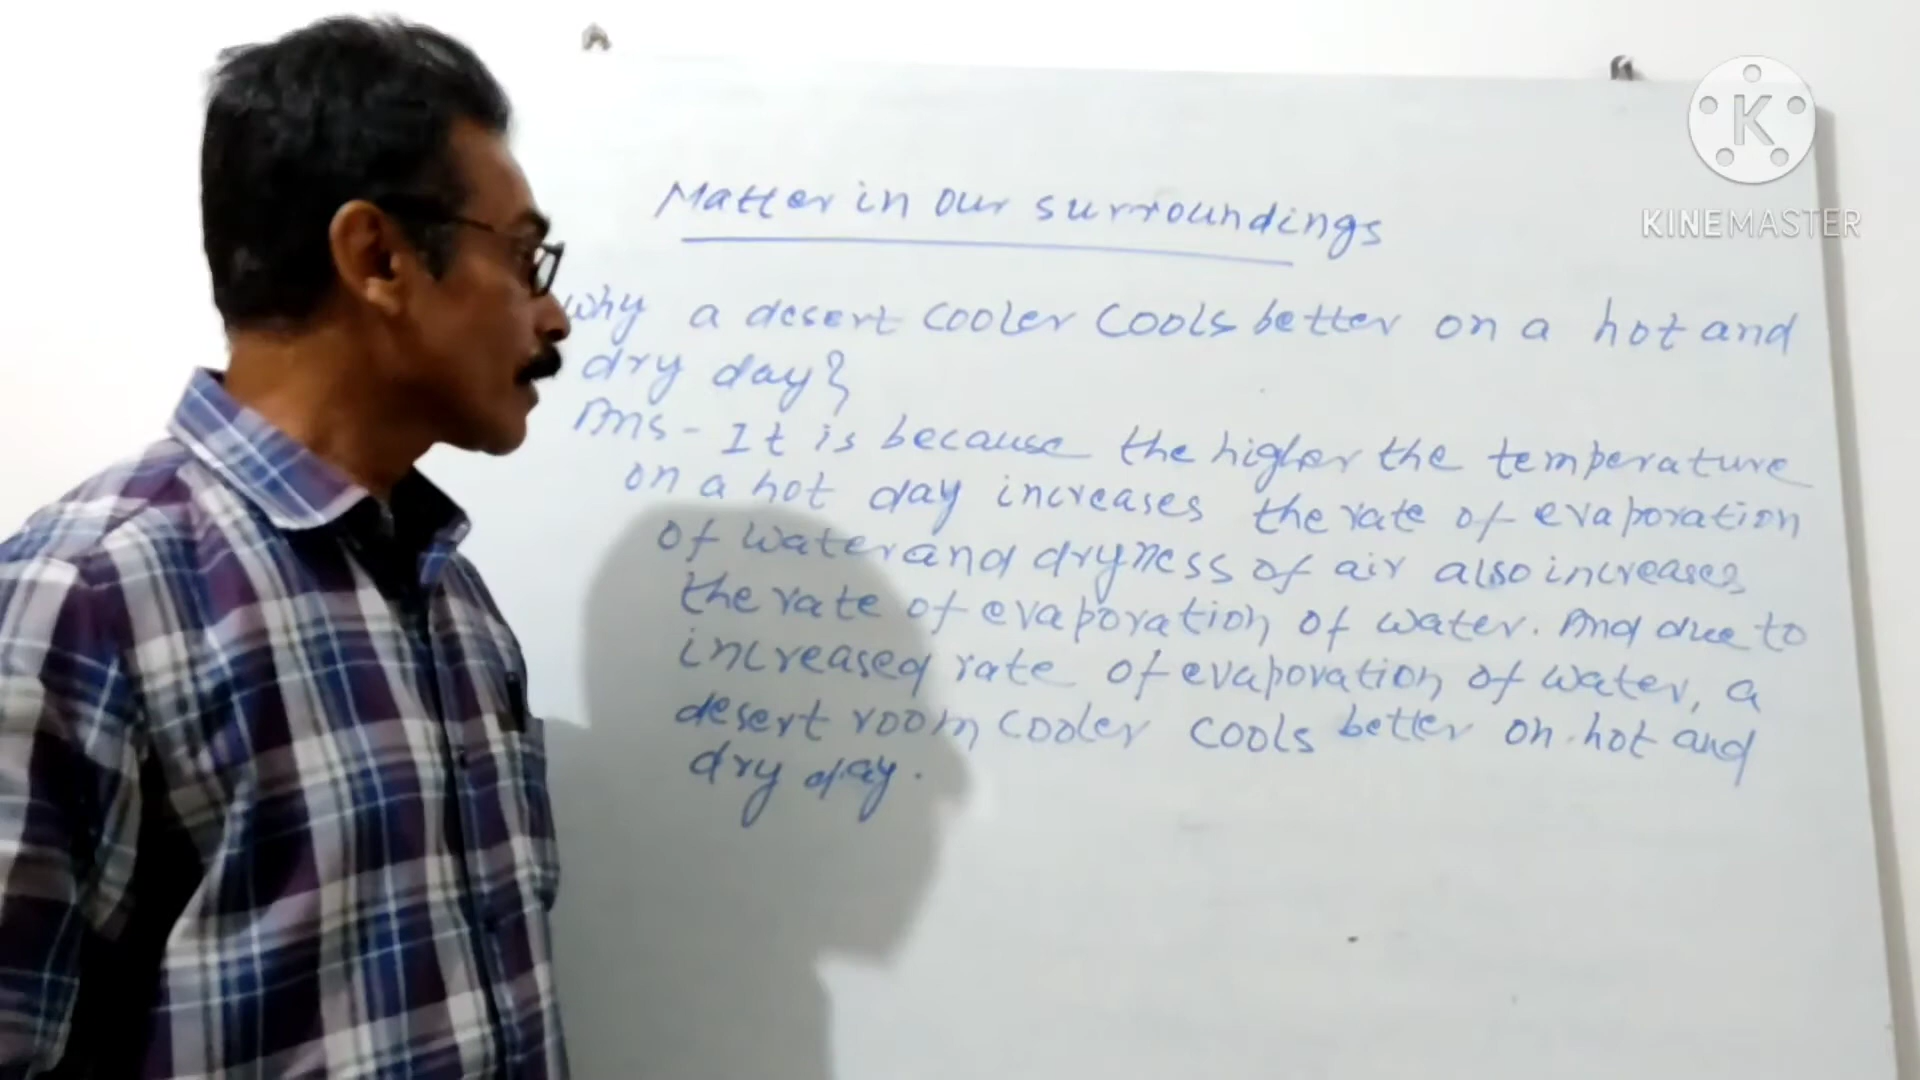 K
KINEMASTER
Matter in our surroundings
why a desert cooler cools better on a hot and
dry day?
Ans - It is because the higher the temperature
on a hot day increases the rate of evaporation
of water and dryness of air also increases
the rate of evaporation of water. And due to
increased rate of evaporation of water, a
desert room cooler cools better on hot and
dry day.